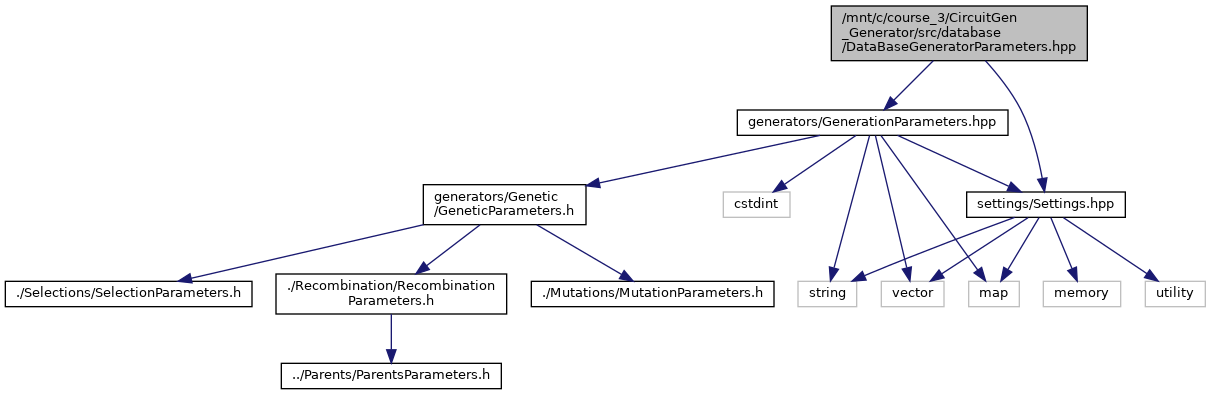 /mnt/c/course_3/CircuitGen
_Generator/src/database
/DataBaseGeneratorParameters.hpp
generators/GenerationParameters.hpp
generators/Genetic
/GeneticParameters.h
cstdint
settings/Settings.hpp
./Selections/SelectionParameters.h
./Recombination/Recombination
Parameters.h
./Mutations/MutationParameters.h
string
vector
map
memory
utility
../Parents/ParentsParameters.h